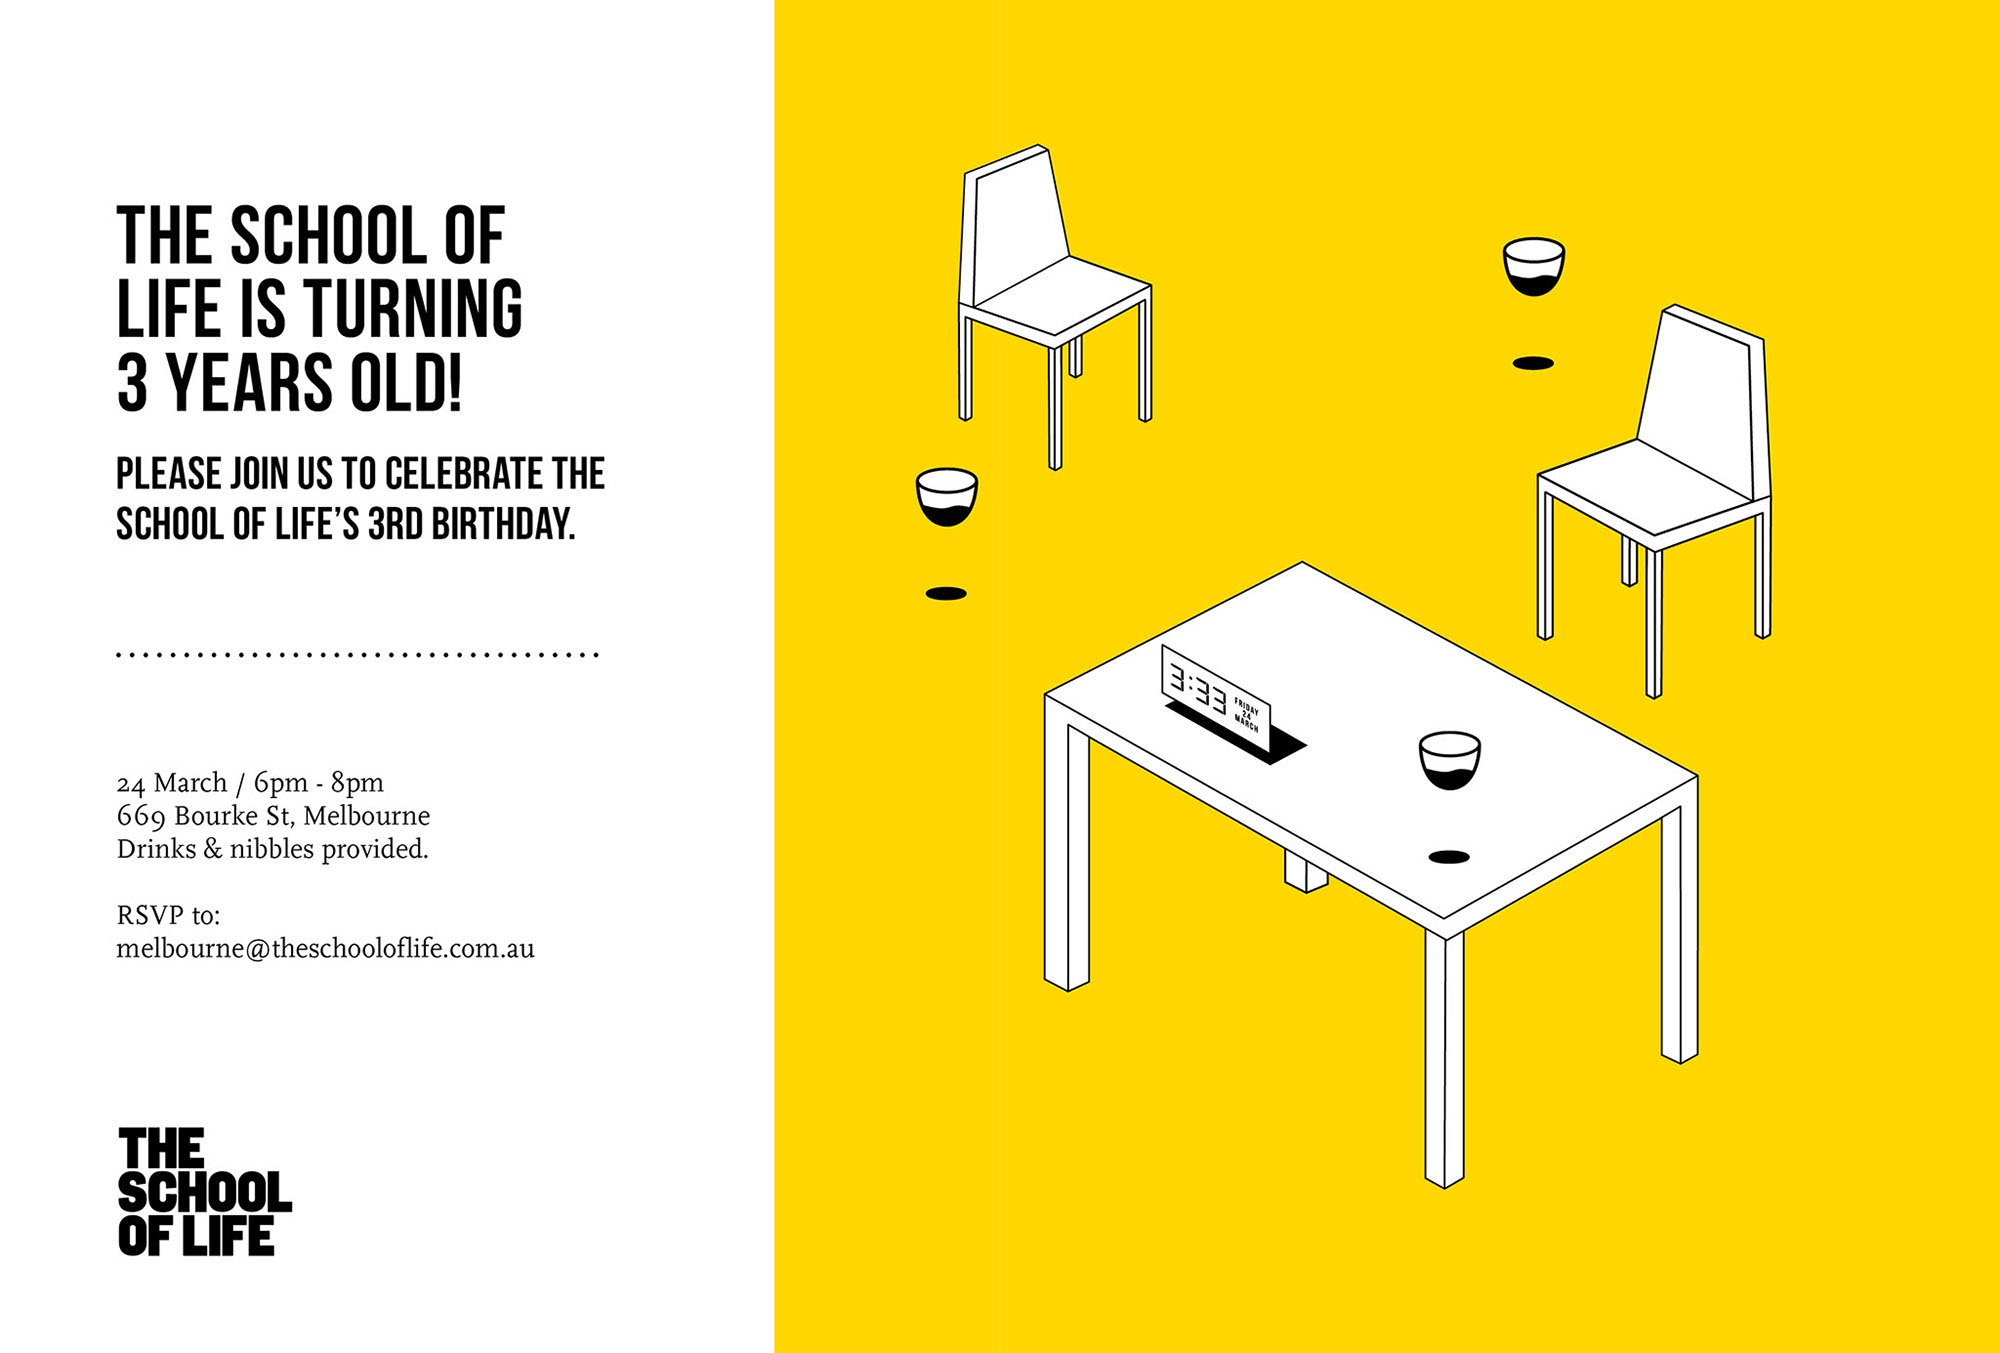 THE SCHOOL OF
LIFE IS TURNING
3 YEARS OLD!
PLEASE JOIN US TO CELEBRATE THE
SCHOOL OF LIFE’S 3RD BIRTHDAY.
24 March / 6pm - 8pm
669 Bourke St, Melbourne
Drinks & nibbles provided.
RSVP to:
melbourne@theschooloflife.com.au
THE
SCHOOL
OF LIFE
3:33
FRIDAY
24
MARCH